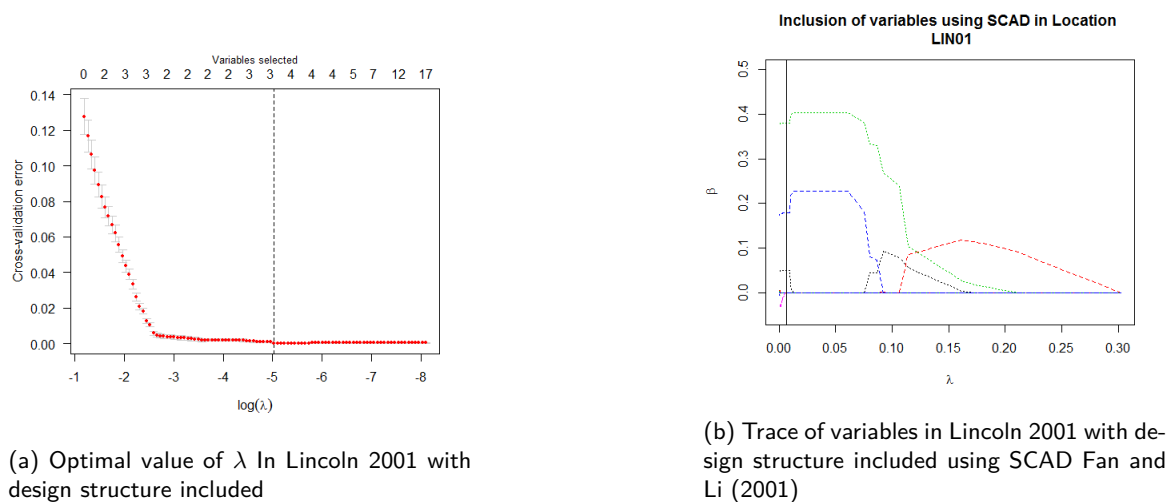 Variables selected
0 2 3 3 2 2 2 2 3 3 4 4 4 5 7 12 17
0.14
0.12
0.10
0.08
0.06
0.04
0.02
0.00
Cross-validation error
-1 -2 -3 -4 -5 -6 -7 -8
log(λ)
(a) Optimal value of λ In Lincoln 2001 with
design structure included
Inclusion of variables using SCAD in Location
LIN01
0.5
0.4
0.3
0.2
0.1
0.0
β
0.00 0.05 0.10 0.15 0.20 0.25 0.30
λ
(b) Trace of variables in Lincoln 2001 with de-
sign structure included using SCAD Fan and
Li (2001)